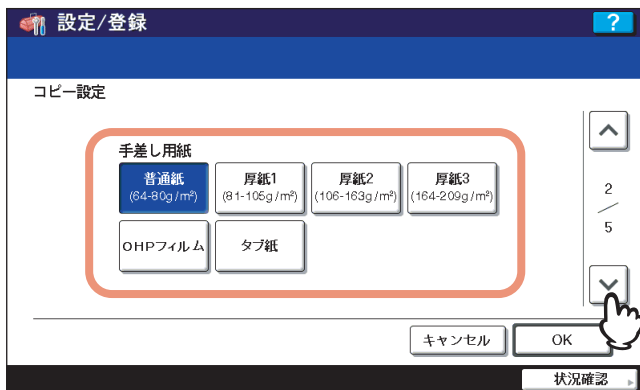 設定/登録
?
コピー設定
手差し用紙
普通紙 厚紙1 厚紙2 厚紙3
(64-80g/m²) (81-105g/m²) (106-163g/m²) (164-209g/m²)
OHPフィルム タブ紙
2
/
5
キャンセル OK
状況確認